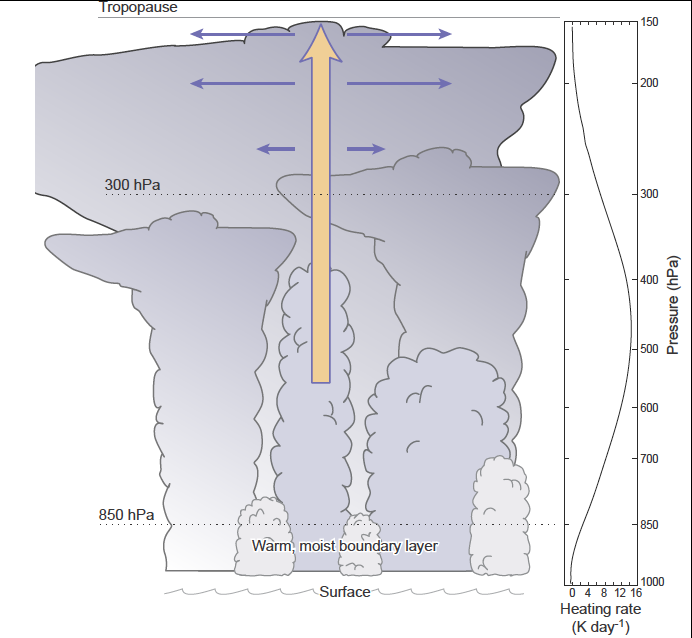 Tropopause
150
200
300 hPa
300
400
Pressure (hPa)
500
600
700
850 hPa
850
Warm, moist boundary layer
1000
Surface
0 4 8 12 16
Heating rate
(K day-1)